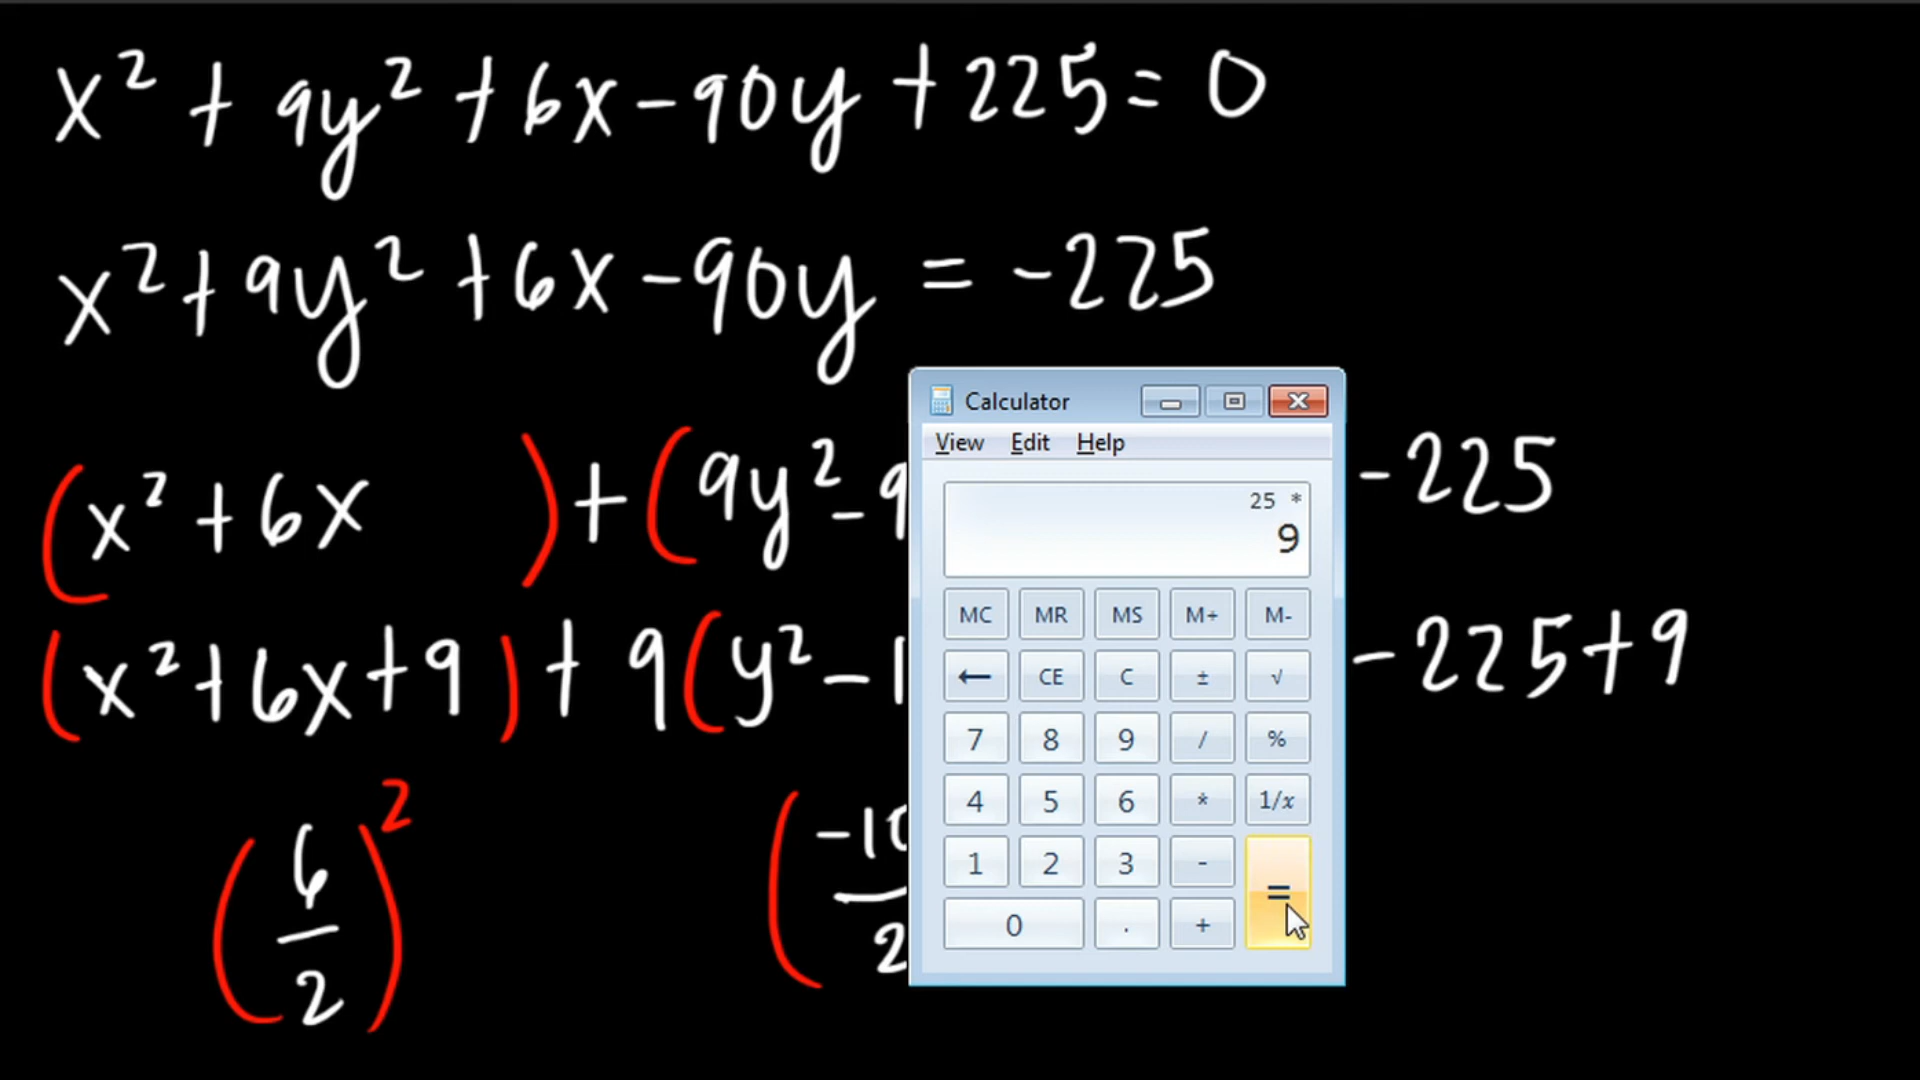 x² + 9y² + 6x - 90y + 225 = 0
x² + 9y² + 6x - 90y = -225
(x² + 6x ) + (9y² - 9
-225
(x² + 6x + 9) + 9(y² - 1
-225 + 9
(6/2)²
(-10/2
Calculator
View Edit Help
25 *
9
MC MR MS M+ M-
← CE C ± √
7 8 9 / %
4 5 6 * 1/x
1 2 3 - =
0 . +